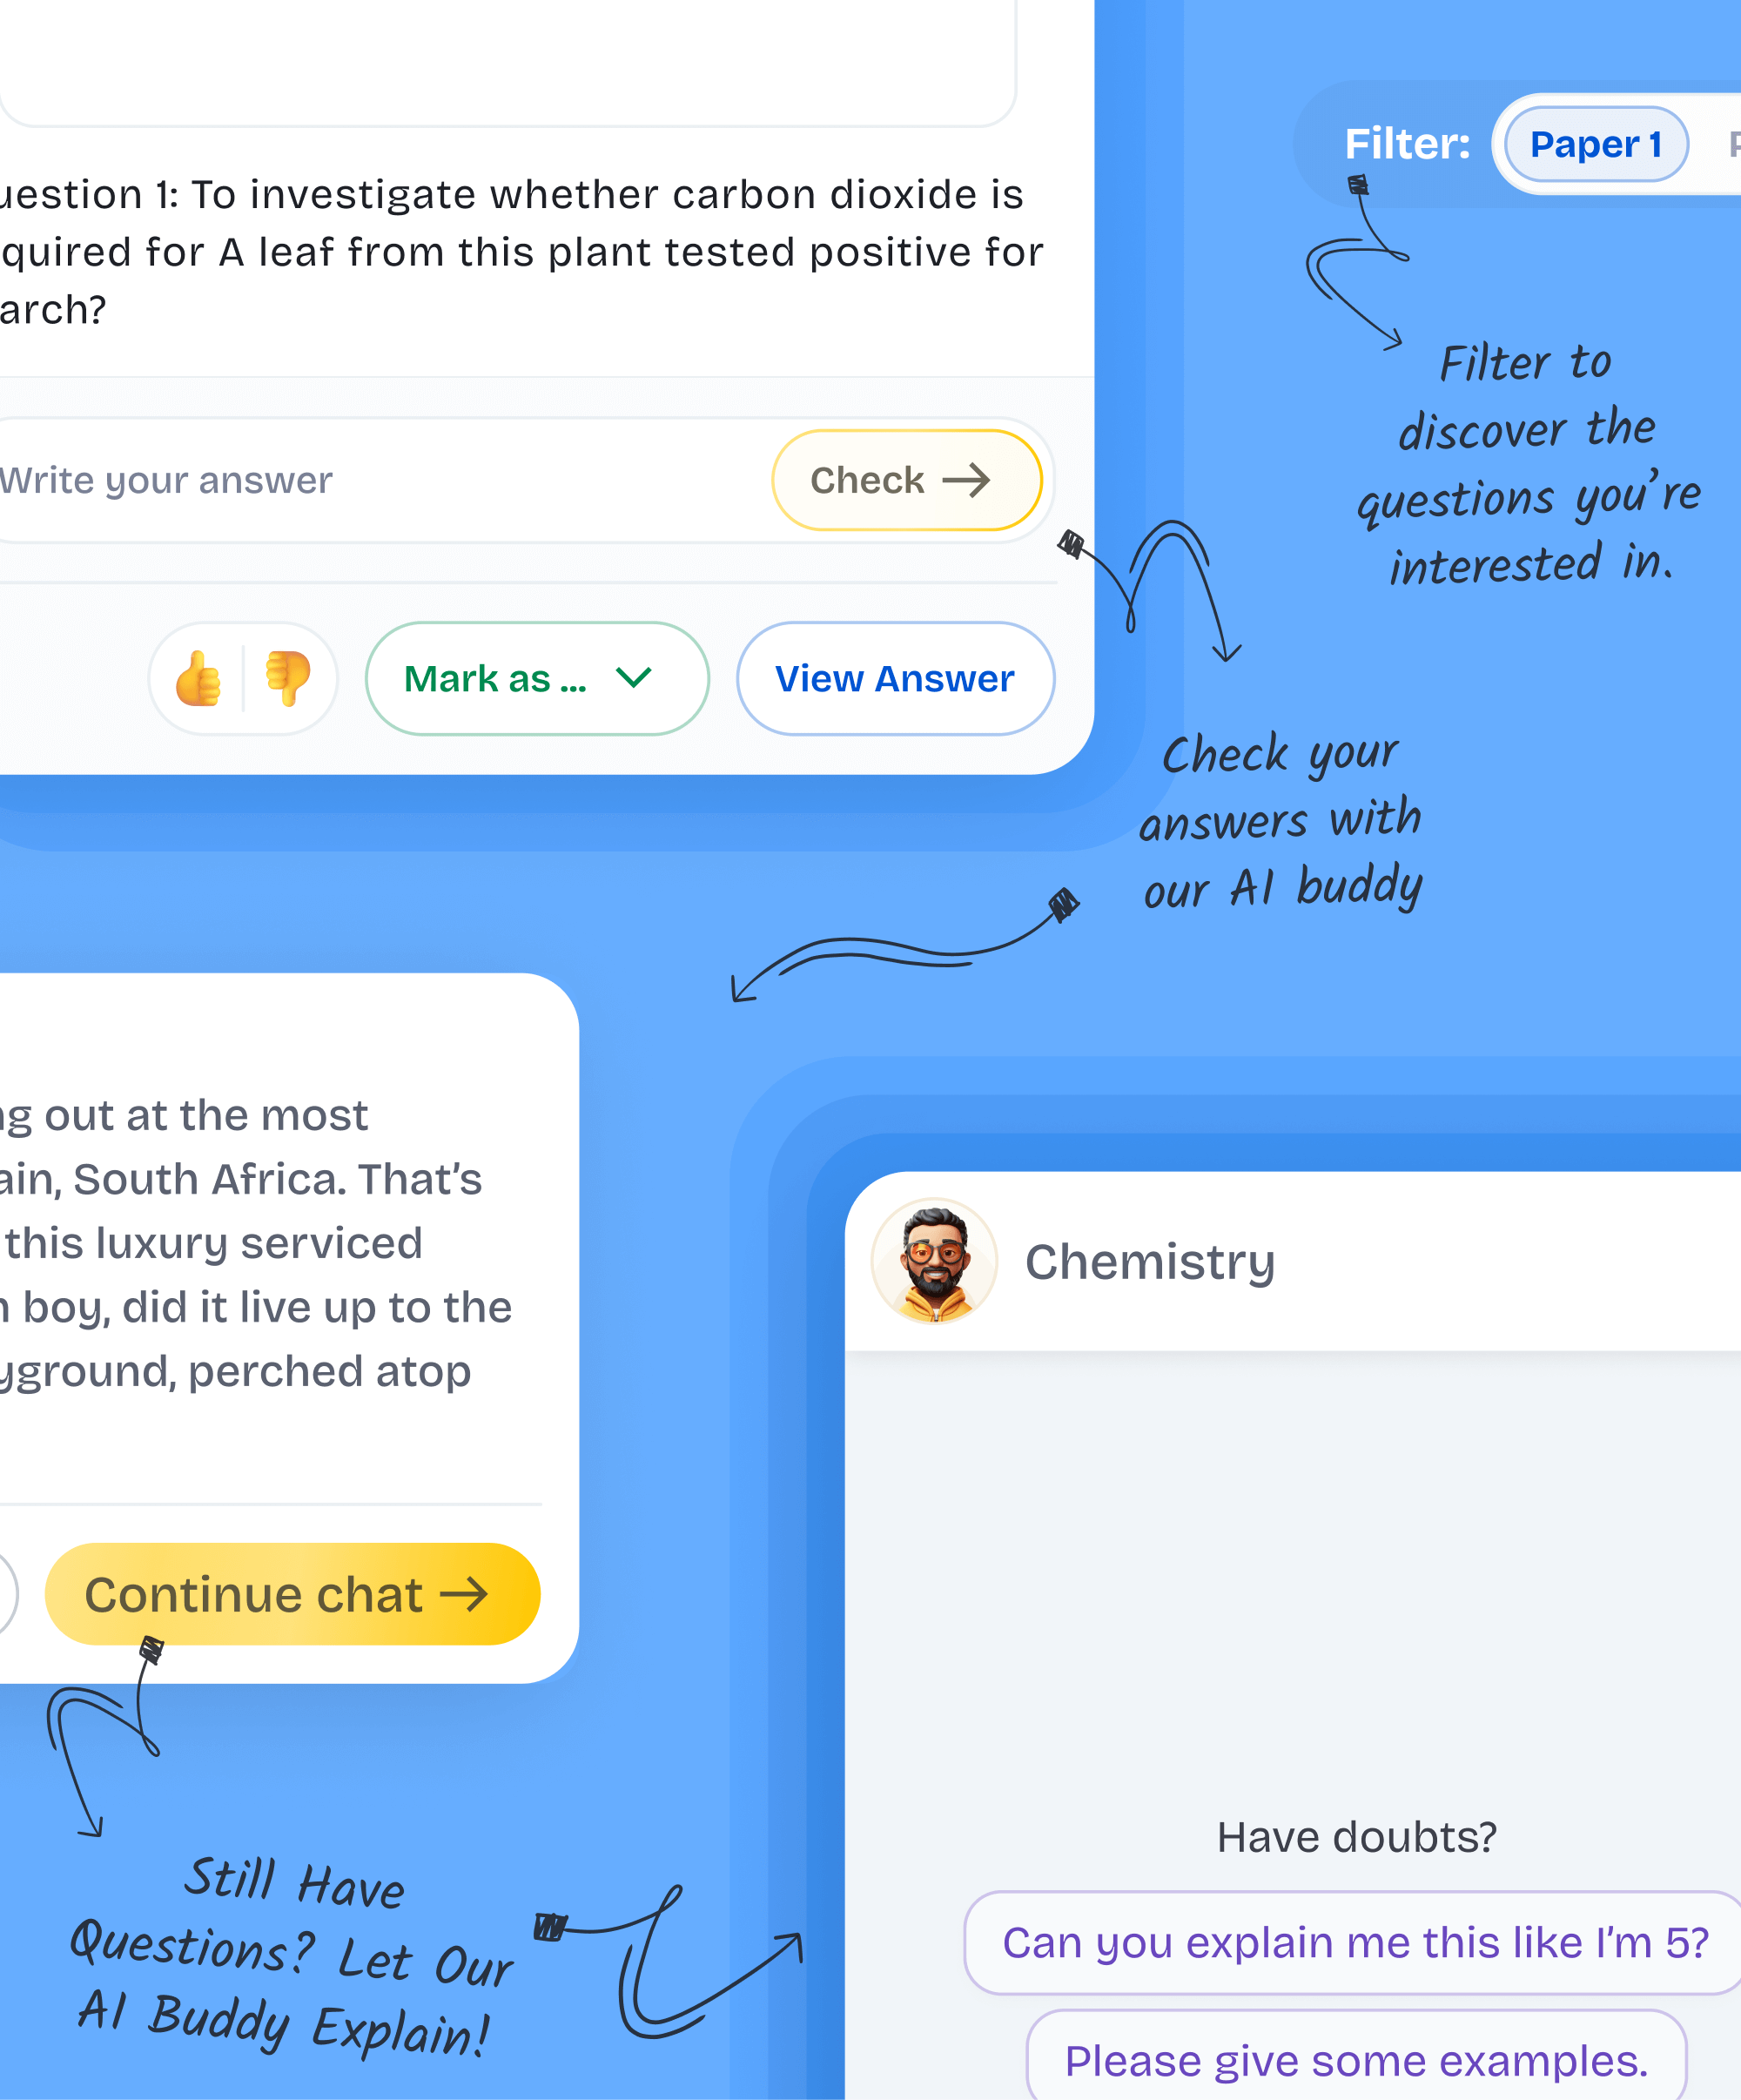 Filter: Paper 1
uestion 1: To investigate whether carbon dioxide is
quired for A leaf from this plant tested positive for
arch?
Filter to
discover the
questions you're
interested in.
Write your answer
Check →
Mark as ...
View Answer
Check your
answers with
our AI buddy
ng out at the most
ain, South Africa. That's
this luxury serviced
n boy, did it live up to the
yground, perched atop
Continue chat →
Chemistry
Still Have
Questions? Let Our
AI Buddy Explain!
Have doubts?
Can you explain me this like I'm 5?
Please give some examples.